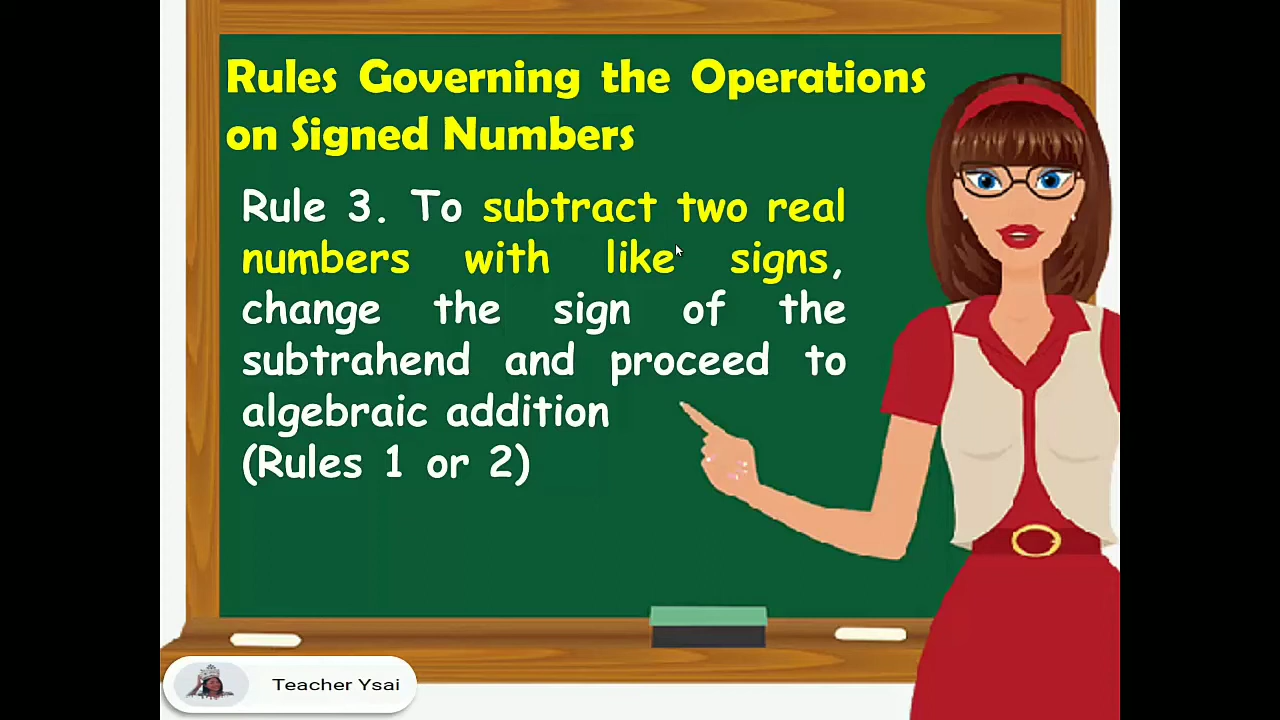 Rules Governing the Operations
on Signed Numbers
Rule 3. To subtract two real
numbers with like signs,
change the sign of the
subtrahend and proceed to
algebraic addition
(Rules 1 or 2)
Teacher Ysai